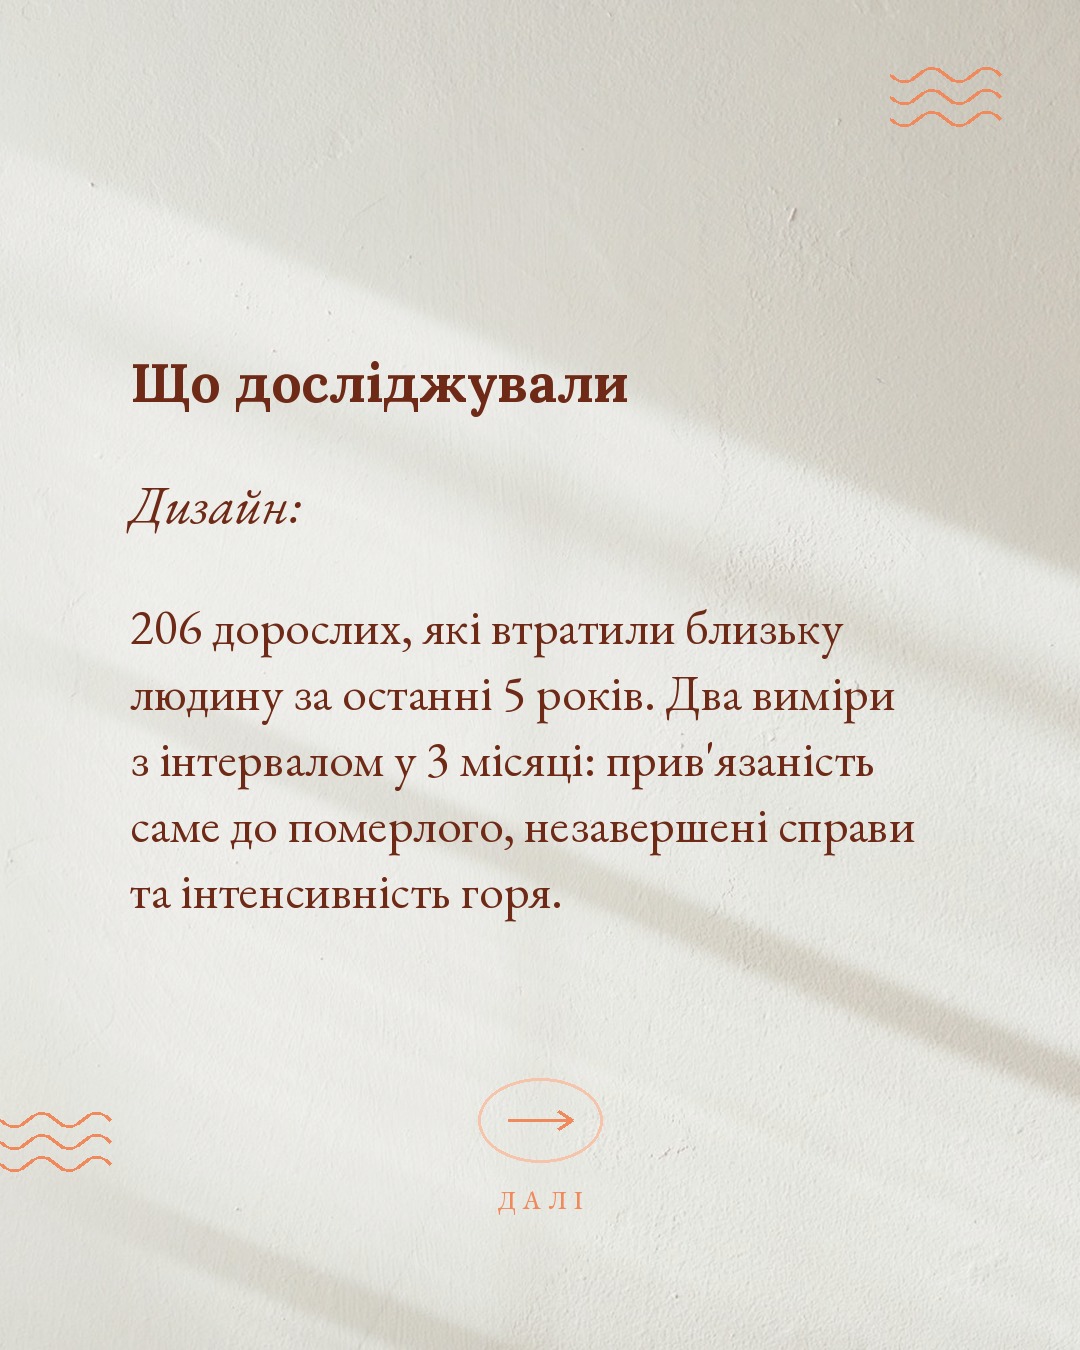 Що досліджували
Дизайн:
206 дорослих, які втратили близьку
людину за останні 5 років. Два виміри
з інтервалом у 3 місяці: прив'язаність
саме до померлого, незавершені справи
та інтенсивність горя.
ДАЛІ